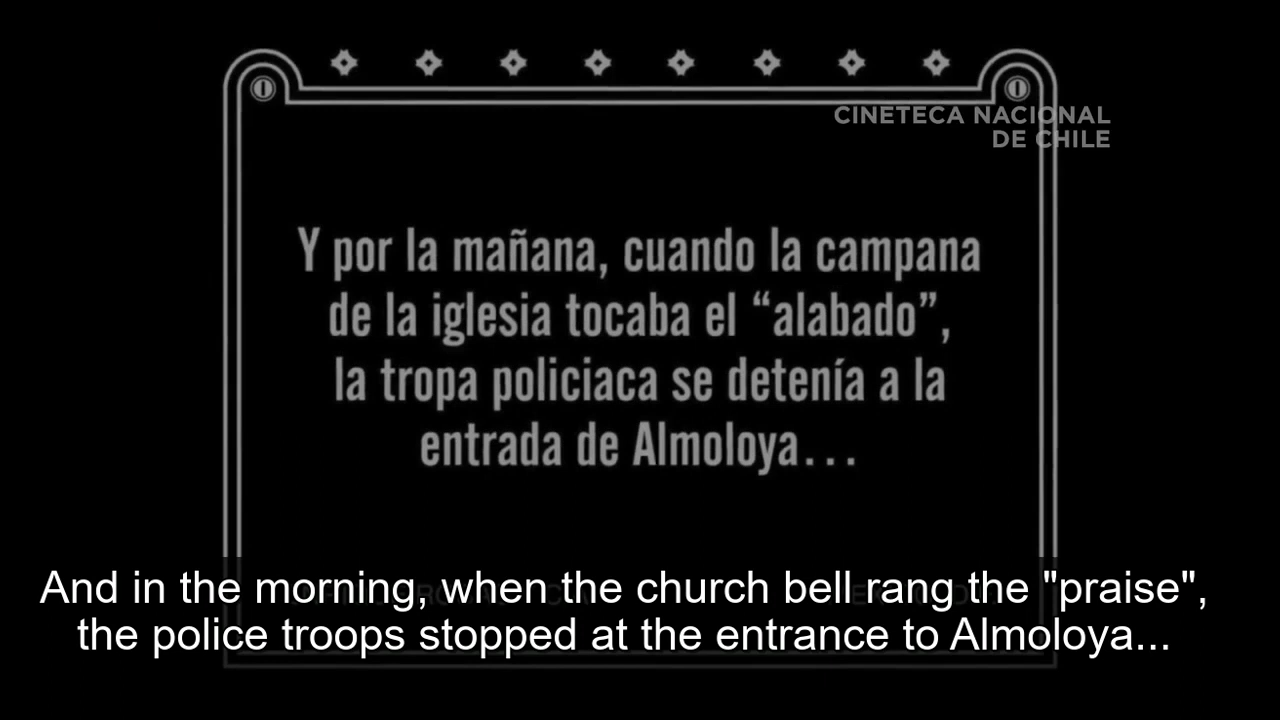 CINETECA NACIONAL
DE CHILE
Y por la mañana, cuando la campana
de la iglesia tocaba el “alabado”,
la tropa policiaca se detenía a la
entrada de Almoloya...
And in the morning, when the church bell rang the "praise",
the police troops stopped at the entrance to Almoloya...